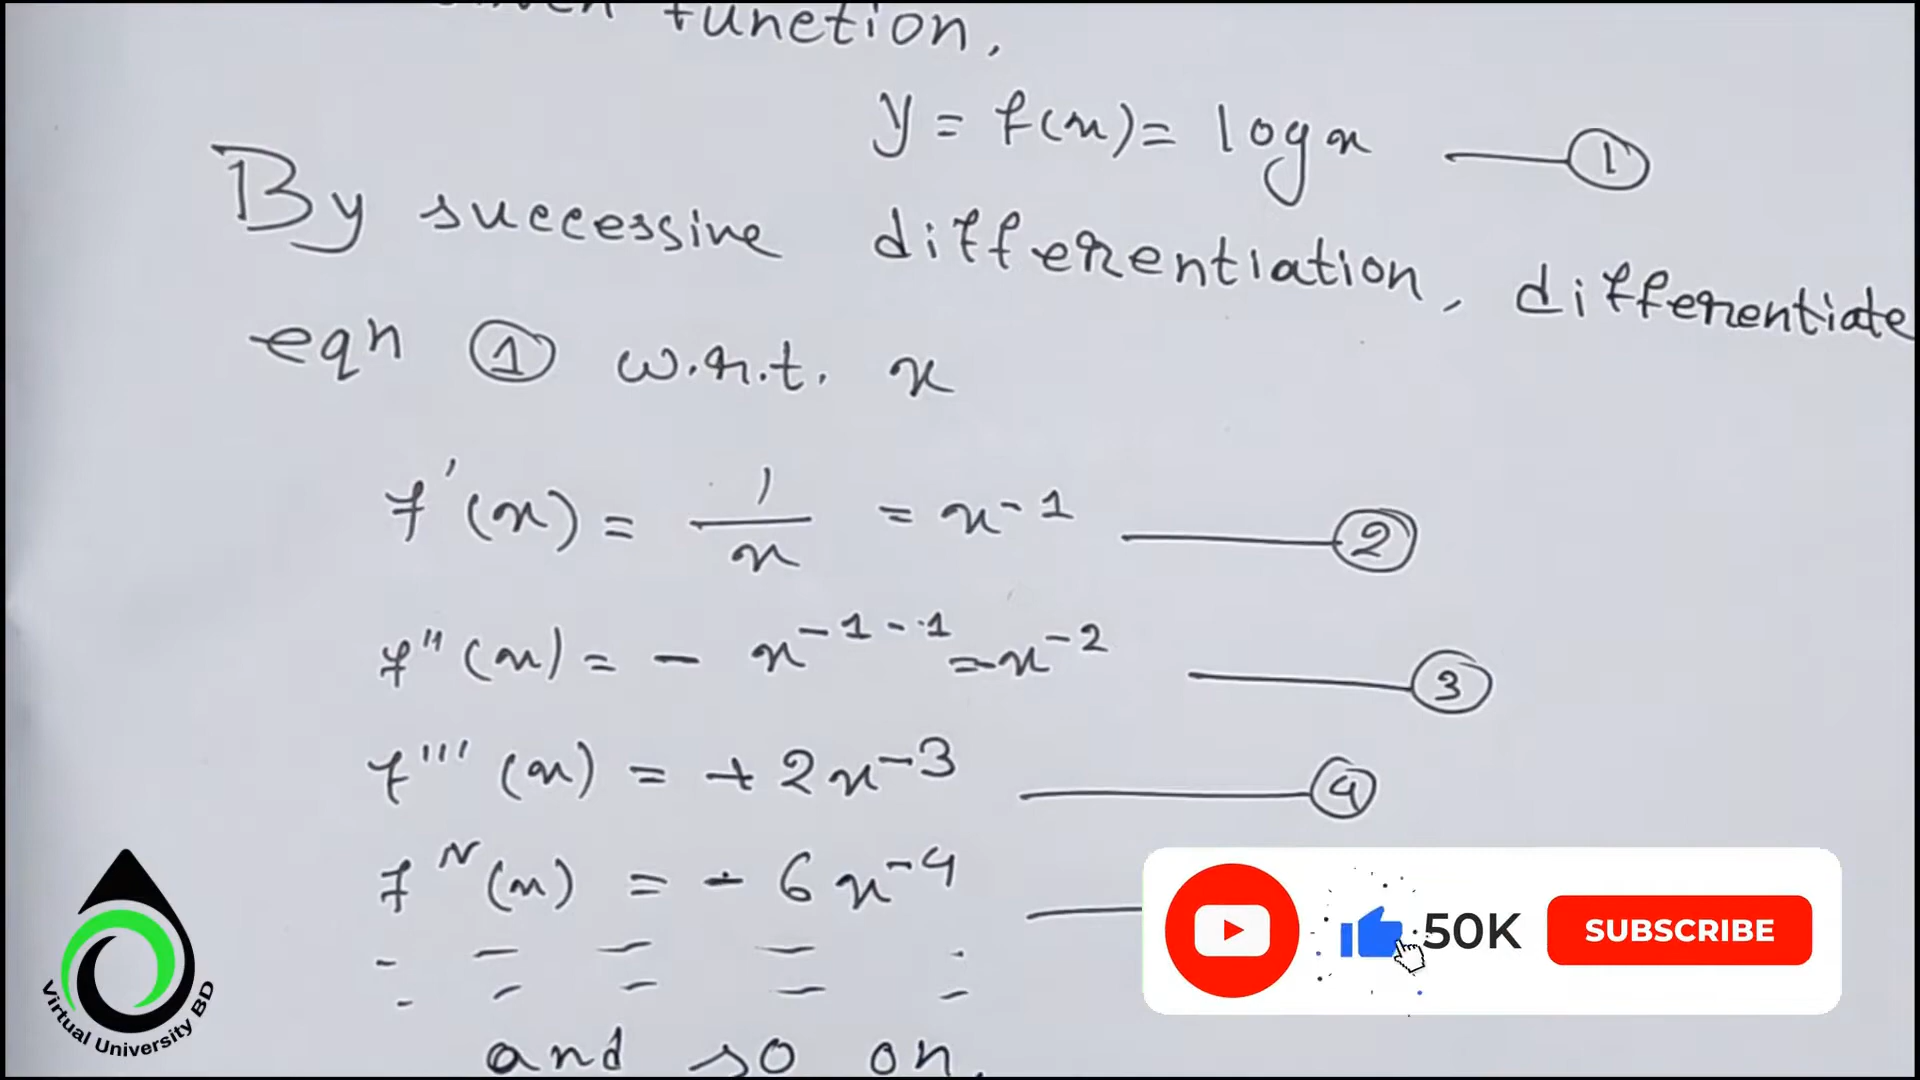 function,
y = f(x) = log x ——— ①
By successive differentiation, differentiate
eqn ① w.r.t. x
f'(x) = 1/x = x^-1 ——— ②
f''(x) = - x^-1-1 = -x^-2 ——— ③
f'''(x) = + 2x^-3 ——— ④
f^iv(x) = - 6x^-4 ———
and so on.
50K
SUBSCRIBE
Virtual University BD